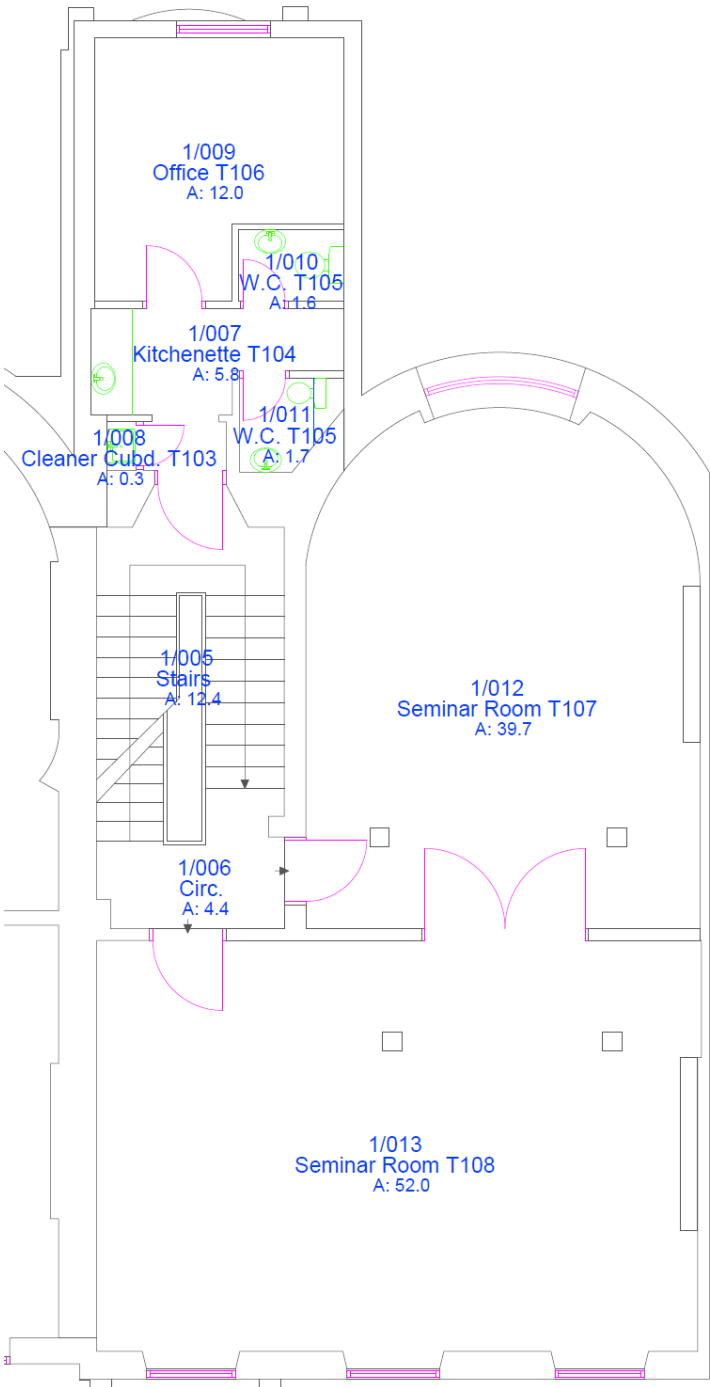 1/009
Office T106
A: 12.0
1/010
W.C. T105
A: 1.6
1/007
Kitchenette T104
A: 5.8
1/011
W.C. T105
A: 1.7
1/008
Cleaner Cubd. T103
A: 0.3
1/005
Stairs
A: 12.4
1/012
Seminar Room T107
A: 39.7
1/006
Circ.
A: 4.4
1/013
Seminar Room T108
A: 52.0